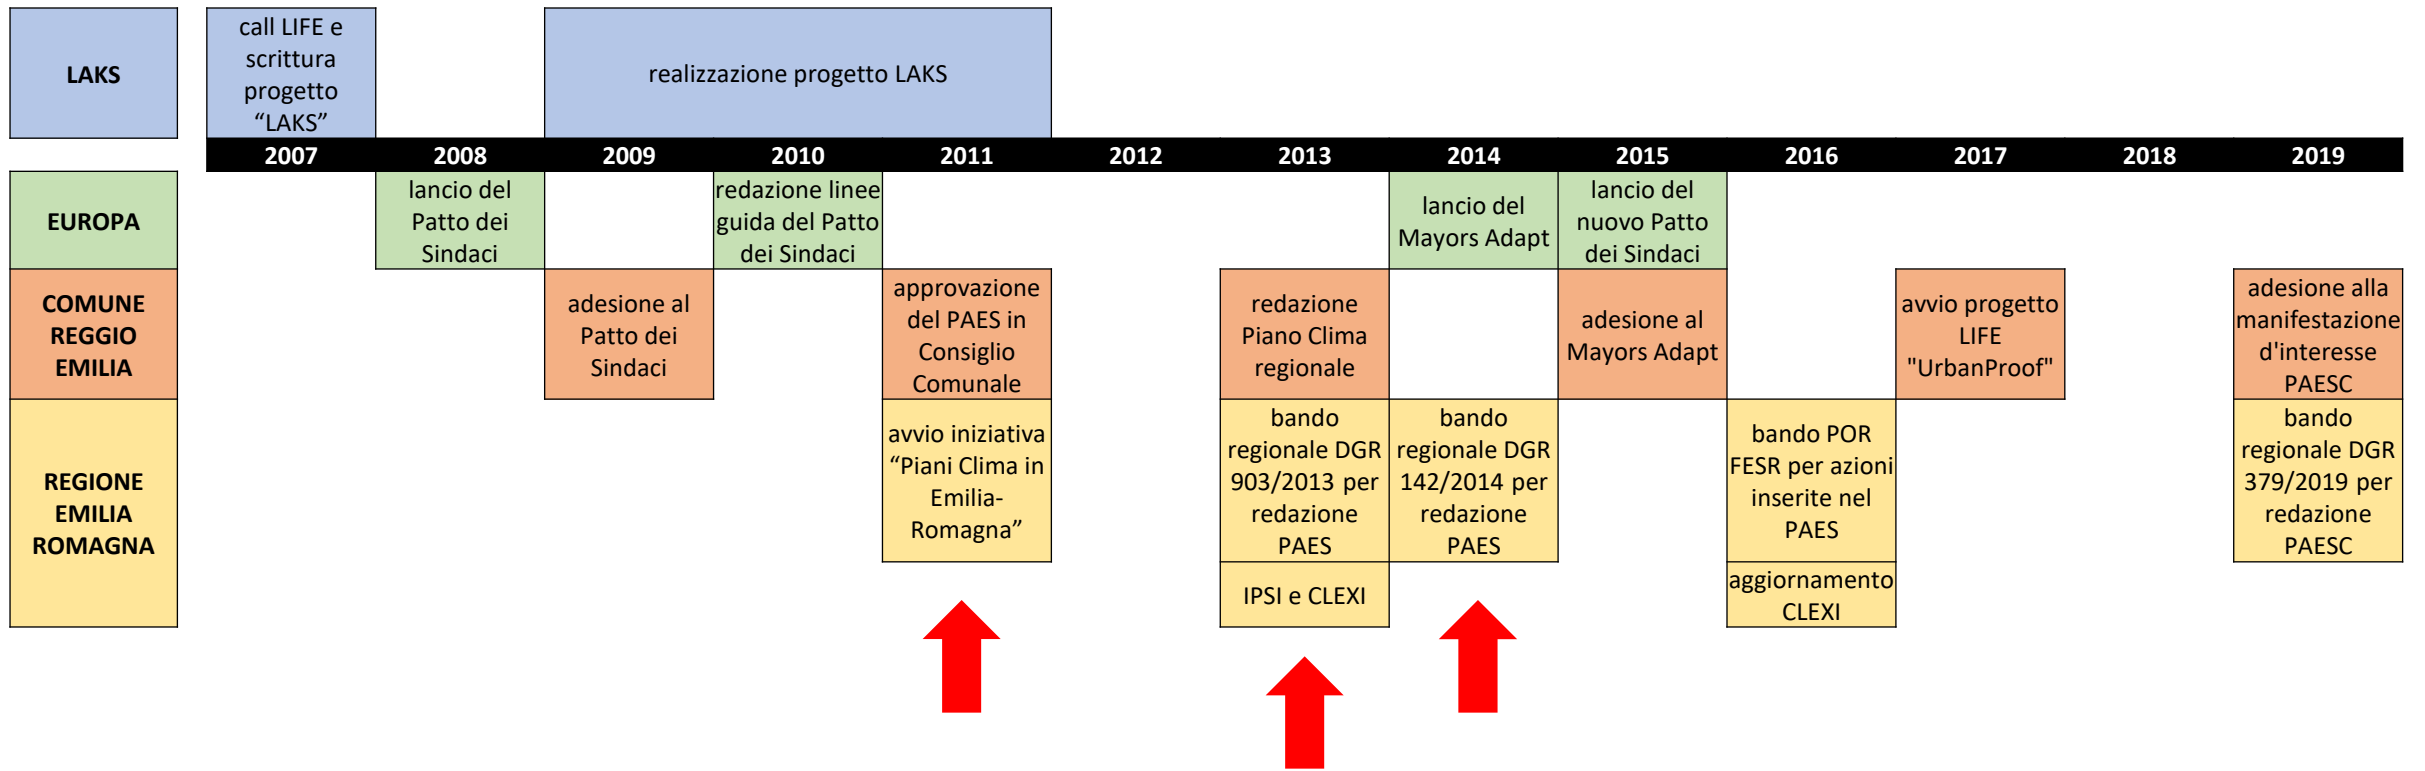 LAKS
call LIFE e
scrittura
progetto
“LAKS”
realizzazione progetto LAKS
2007 2008 2009 2010 2011 2012 2013 2014 2015 2016 2017 2018 2019
EUROPA
lancio del
Patto dei
Sindaci
redazione linee
guida del Patto
dei Sindaci
lancio del
Mayors Adapt
lancio del
nuovo Patto
dei Sindaci
COMUNE
REGGIO
EMILIA
adesione al
Patto dei
Sindaci
approvazione
del PAES in
Consiglio
Comunale
redazione
Piano Clima
regionale
adesione al
Mayors Adapt
avvio progetto
LIFE
"UrbanProof"
adesione alla
manifestazione
d'interesse
PAESC
REGIONE
EMILIA
ROMAGNA
avvio iniziativa
“Piani Clima in
Emilia-
Romagna”
bando
regionale DGR
903/2013 per
redazione
PAES
bando
regionale DGR
142/2014 per
redazione
PAES
bando POR
FESR per azioni
inserite nel
PAES
bando
regionale DGR
379/2019 per
redazione
PAESC
IPSI e CLEXI
aggiornamento
CLEXI